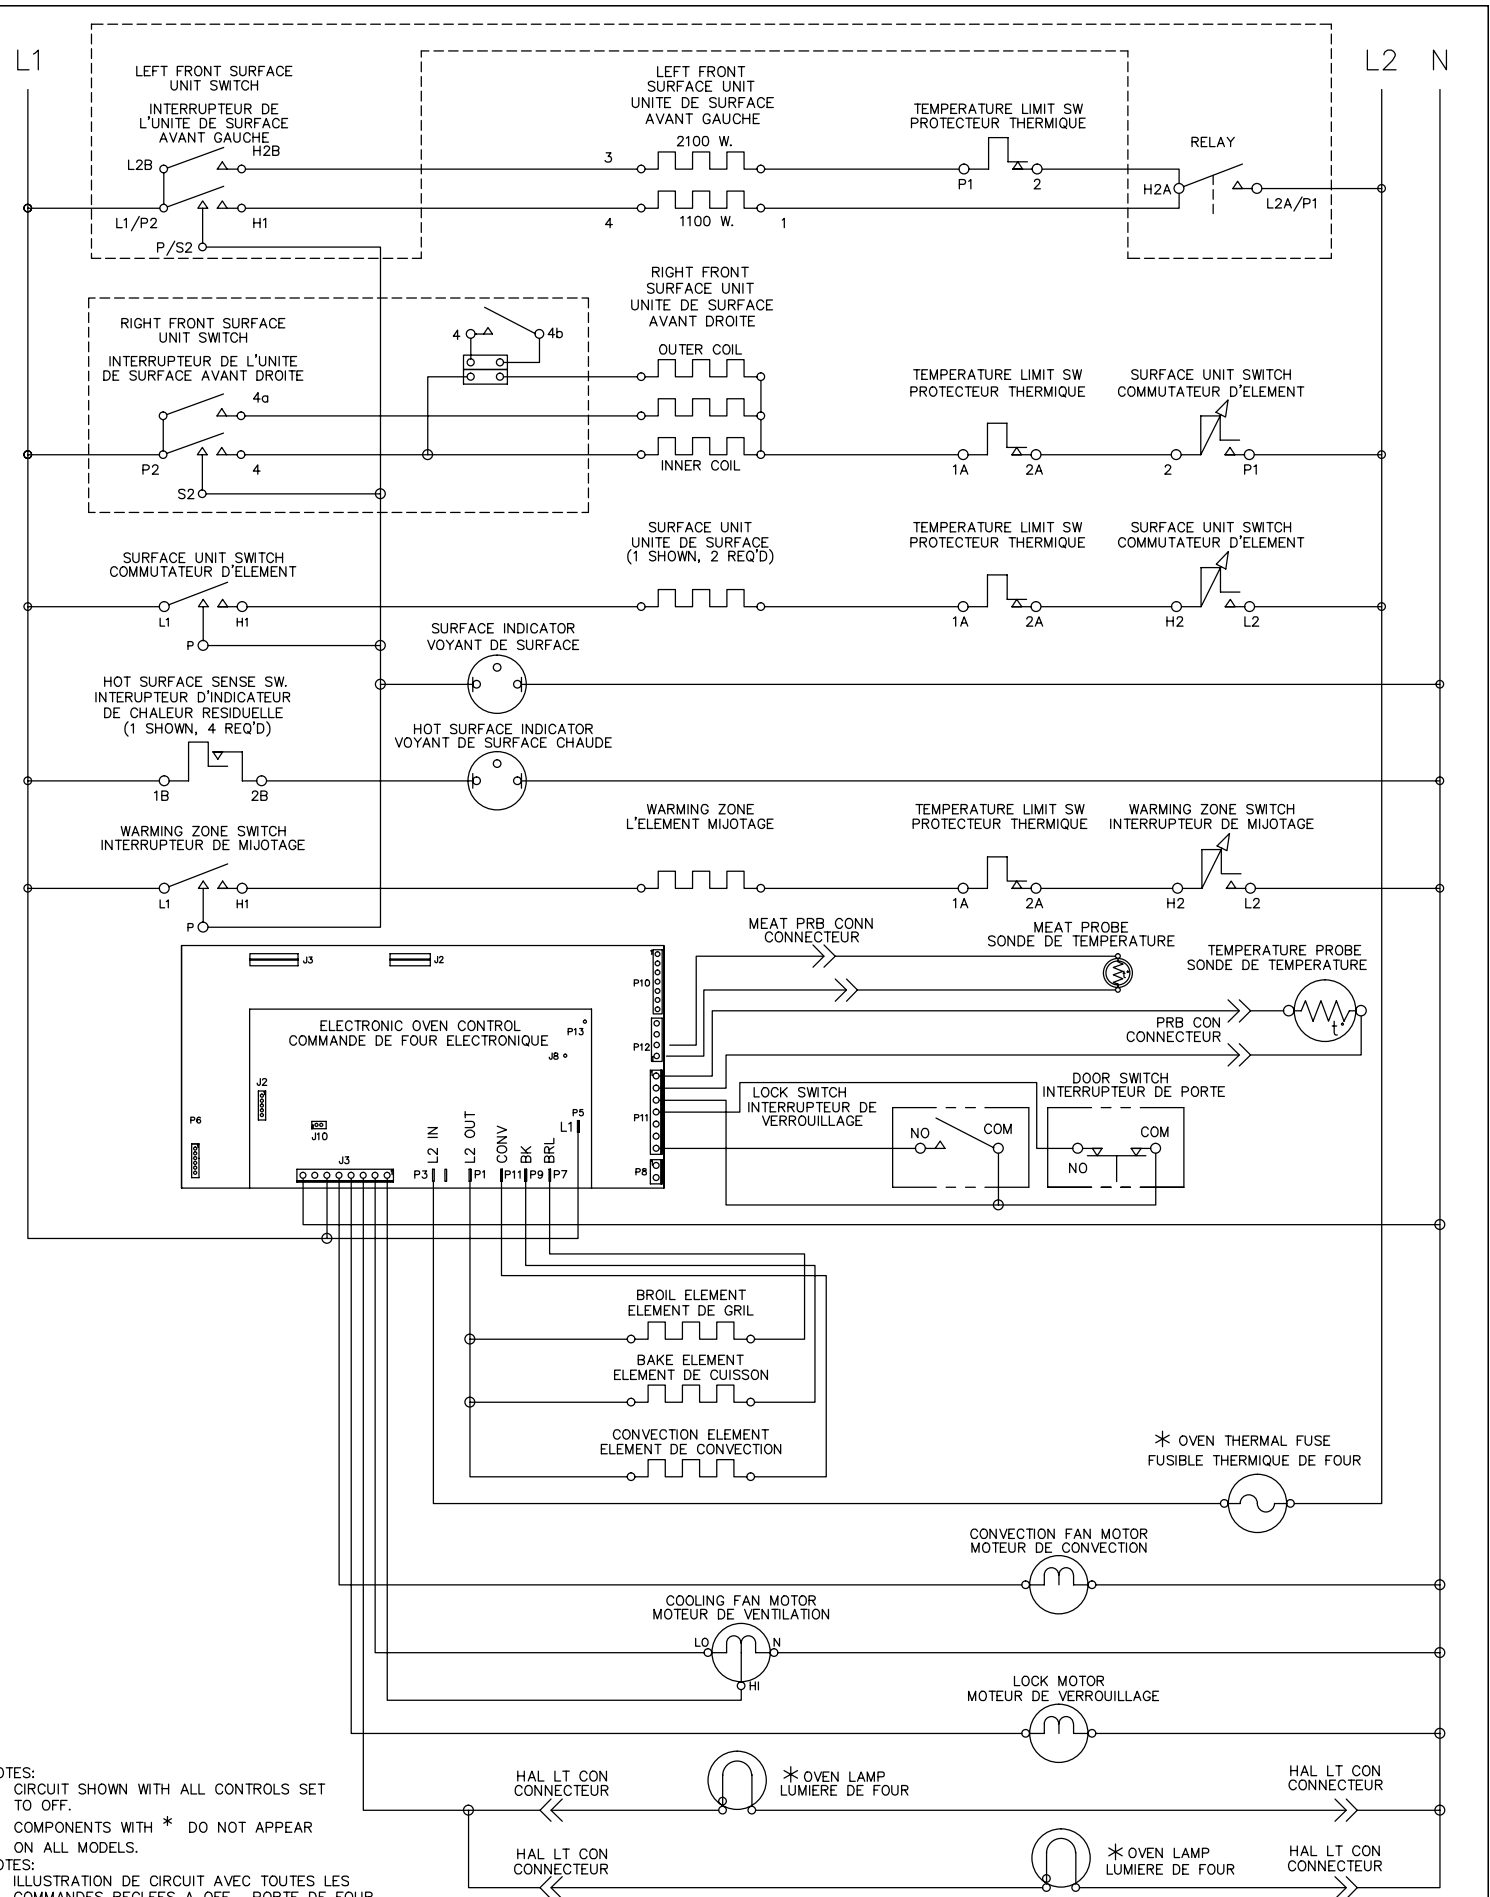 L1
L2 N
LEFT FRONT SURFACE
UNIT SWITCH
INTERRUPTEUR DE
L'UNITE DE SURFACE
AVANT GAUCHE
L2B
H2B
L1/P2
H1
P/S2
LEFT FRONT
SURFACE UNIT
UNITE DE SURFACE
AVANT GAUCHE
2100 W.
3
4
1100 W.
1
TEMPERATURE LIMIT SW
PROTECTEUR THERMIQUE
P1
2
RELAY
H2A
L2A/P1
RIGHT FRONT SURFACE
UNIT SWITCH
INTERRUPTEUR DE L'UNITE
DE SURFACE AVANT DROITE
4
4b
4a
P2
4
S2
RIGHT FRONT
SURFACE UNIT
UNITE DE SURFACE
AVANT DROITE
OUTER COIL
INNER COIL
TEMPERATURE LIMIT SW
PROTECTEUR THERMIQUE
1A
2A
SURFACE UNIT SWITCH
COMMUTATEUR D'ELEMENT
2
P1
SURFACE UNIT SWITCH
COMMUTATEUR D'ELEMENT
L1
H1
P
SURFACE UNIT
UNITE DE SURFACE
(1 SHOWN, 2 REQ'D)
TEMPERATURE LIMIT SW
PROTECTEUR THERMIQUE
1A
2A
SURFACE UNIT SWITCH
COMMUTATEUR D'ELEMENT
H2
L2
SURFACE INDICATOR
VOYANT DE SURFACE
HOT SURFACE SENSE SW.
INTERUPTEUR D'INDICATEUR
DE CHALEUR RESIDUELLE
(1 SHOWN, 4 REQ'D)
1B
2B
HOT SURFACE INDICATOR
VOYANT DE SURFACE CHAUDE
WARMING ZONE SWITCH
INTERRUPTEUR DE MIJOTAGE
L1
H1
P
WARMING ZONE
L'ELEMENT MIJOTAGE
TEMPERATURE LIMIT SW
PROTECTEUR THERMIQUE
1A
2A
WARMING ZONE SWITCH
INTERRUPTEUR DE MIJOTAGE
H2
L2
J3
J2
P10
ELECTRONIC OVEN CONTROL
COMMANDE DE FOUR ELECTRONIQUE
P13
J8
P12
J2
P6
J10
J3
P5
L1
P11
P8
L2 IN
L2 OUT
CONV
BK
BRL
P3
P1
P11
P9
P7
MEAT PRB CONN
CONNECTEUR
MEAT PROBE
SONDE DE TEMPERATURE
t°
TEMPERATURE PROBE
SONDE DE TEMPERATURE
t°
PRB CON
CONNECTEUR
LOCK SWITCH
INTERRUPTEUR DE
VERROUILLAGE
NO
COM
DOOR SWITCH
INTERRUPTEUR DE PORTE
NO
COM
BROIL ELEMENT
ELEMENT DE GRIL
BAKE ELEMENT
ELEMENT DE CUISSON
CONVECTION ELEMENT
ELEMENT DE CONVECTION
* OVEN THERMAL FUSE
FUSIBLE THERMIQUE DE FOUR
CONVECTION FAN MOTOR
MOTEUR DE CONVECTION
COOLING FAN MOTOR
MOTEUR DE VENTILATION
LO
N
HI
LOCK MOTOR
MOTEUR DE VERROUILLAGE
HAL LT CON
CONNECTEUR
* OVEN LAMP
LUMIERE DE FOUR
HAL LT CON
CONNECTEUR
HAL LT CON
CONNECTEUR
* OVEN LAMP
LUMIERE DE FOUR
HAL LT CON
CONNECTEUR
OTES:
CIRCUIT SHOWN WITH ALL CONTROLS SET
TO OFF.
COMPONENTS WITH * DO NOT APPEAR
ON ALL MODELS.
OTES:
ILLUSTRATION DE CIRCUIT AVEC TOUTES LES
COMMANDES REGLEES A OFF. PORTE DE FOUR